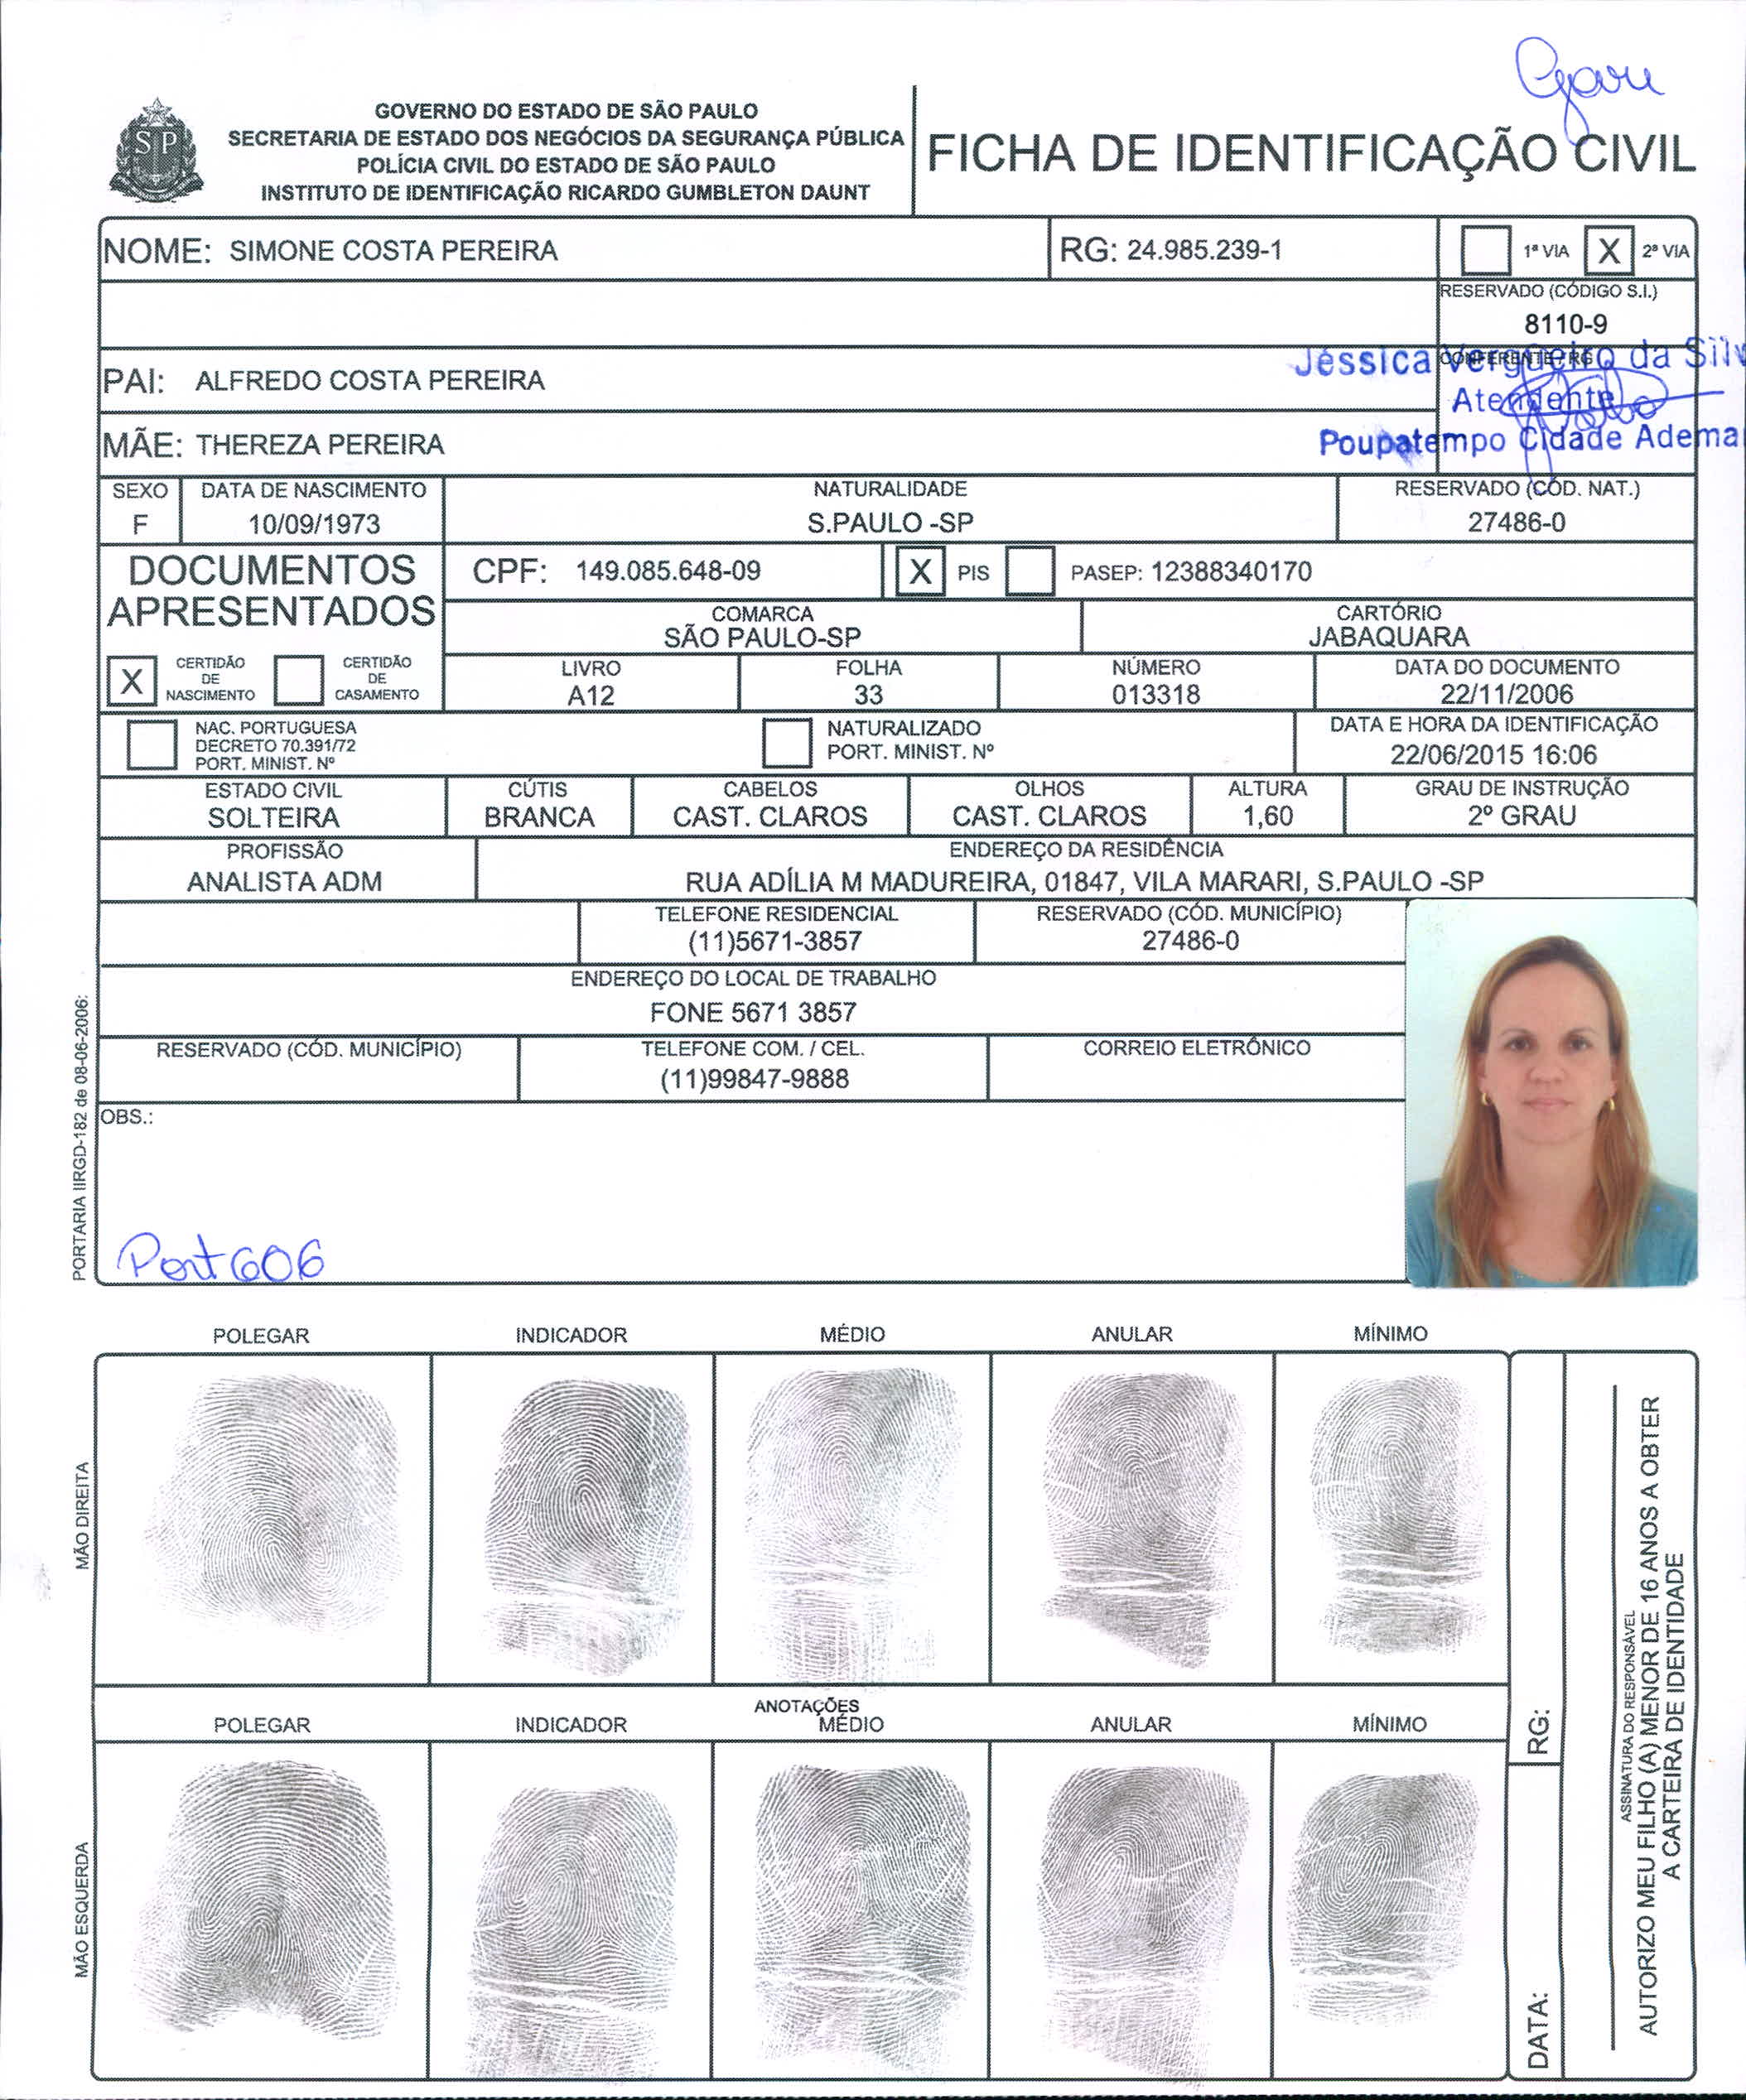 Gparu
SP
GOVERNO DO ESTADO DE SÃO PAULO
SECRETARIA DE ESTADO DOS NEGÓCIOS DA SEGURANÇA PÚBLICA
POLÍCIA CIVIL DO ESTADO DE SÃO PAULO
INSTITUTO DE IDENTIFICAÇÃO RICARDO GUMBLETON DAUNT
FICHA DE IDENTIFICAÇÃO CIVIL
NOME: SIMONE COSTA PEREIRA
RG: 24.985.239-1
1ª VIA X 2ª VIA
RESERVADO (CÓDIGO S.I.)
8110-9
PAI: ALFREDO COSTA PEREIRA
CONFERENTE / RG
Jéssica Vergueiro da Silv
Atendente
Poupatempo Cidade Adema
MÃE: THEREZA PEREIRA
SEXO
F
DATA DE NASCIMENTO
10/09/1973
NATURALIDADE
S.PAULO -SP
RESERVADO (CÓD. NAT.)
27486-0
DOCUMENTOS
APRESENTADOS
CPF: 149.085.648-09
X PIS PASEP: 12388340170
COMARCA
SÃO PAULO-SP
CARTÓRIO
JABAQUARA
X CERTIDÃO
DE
NASCIMENTO
CERTIDÃO
DE
CASAMENTO
LIVRO
A12
FOLHA
33
NÚMERO
013318
DATA DO DOCUMENTO
22/11/2006
NAC. PORTUGUESA
DECRETO 70.391/72
PORT. MINIST. Nº
NATURALIZADO
PORT. MINIST. Nº
DATA E HORA DA IDENTIFICAÇÃO
22/06/2015 16:06
ESTADO CIVIL
SOLTEIRA
CÚTIS
BRANCA
CABELOS
CAST. CLAROS
OLHOS
CAST. CLAROS
ALTURA
1,60
GRAU DE INSTRUÇÃO
2º GRAU
PROFISSÃO
ANALISTA ADM
ENDEREÇO DA RESIDÊNCIA
RUA ADÍLIA M MADUREIRA, 01847, VILA MARARI, S.PAULO -SP
TELEFONE RESIDENCIAL
(11)5671-3857
RESERVADO (CÓD. MUNICÍPIO)
27486-0
ENDEREÇO DO LOCAL DE TRABALHO
FONE 5671 3857
RESERVADO (CÓD. MUNICÍPIO)
TELEFONE COM. / CEL.
(11)99847-9888
CORREIO ELETRÔNICO
OBS.:
Port 606
PORTARIA IIRGD-182 de 08-06-2006:
POLEGAR INDICADOR MÉDIO ANULAR MÍNIMO
MÃO DIREITA
ANOTAÇÕES
POLEGAR INDICADOR MÉDIO ANULAR MÍNIMO
MÃO ESQUERDA
RG:
DATA:
ASSINATURA DO RESPONSÁVEL
AUTORIZO MEU FILHO (A) MENOR DE 16 ANOS A OBTER
A CARTEIRA DE IDENTIDADE